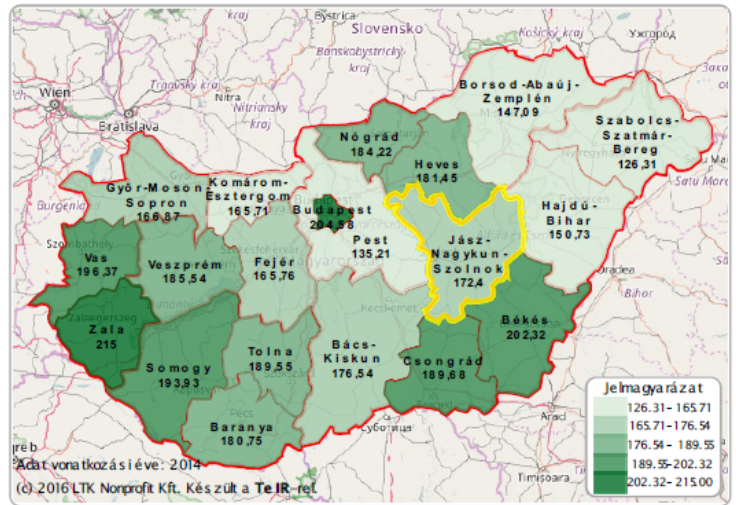 kraj
Bystrica
Slovensko
Košický kraj
Ужгород
Banskobystrický
kraj
Wien
Trnavský
kraj
Nitra
Nitriansky
kraj
Bratislava
Borsod-Abaúj-
Zemplén
147,09
Szabolcs-
Szatmár-
Bereg
126,31
Nógrád
184,22
Heves
181,45
Satu Mare
Győr-Moson-
Sopron
166,87
Komárom-
Esztergom
165,71
Budapest
204,58
Hajdú-
Bihar
150,73
Burgenland
Szombathely
Vas
196,37
Veszprém
185,54
Fejér
165,76
Pest
135,21
Jász-
Nagykun-
Szolnok
172,4
Oradea
Bihor
Zalaegerszeg
Zala
215
Kecskemét
Békés
202,32
Somogy
193,93
Tolna
189,55
Bács-
Kiskun
176,54
Csongrád
189,68
Pécs
Baranya
180,75
Суботица
Arad
Timișoara
Jelmagyarázat
126.31- 165.71
165.71- 176.54
176.54 - 189.55
189.55-202.32
202.32- 215.00
Adat vonatkozási éve: 2014
(c) 2016 LTK Nonprofit Kft. Készült a TeIR-ref.